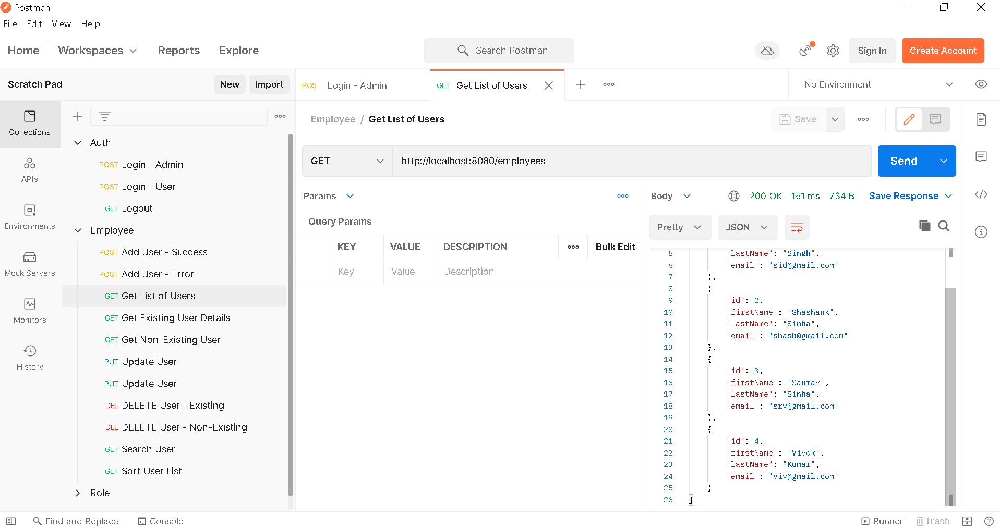 Postman
File Edit View Help
Home Workspaces Reports Explore
Search Postman
Sign In
Create Account
Scratch Pad
New
Import
POST Login - Admin
GET Get List of Users
No Environment
Collections
APIs
Environments
Mock Servers
Monitors
History
Auth
POST Login - Admin
POST Login - User
GET Logout
Employee
POST Add User - Success
POST Add User - Error
GET Get List of Users
GET Get Existing User Details
GET Get Non-Existing User
PUT Update User
PUT Update User
DEL DELETE User - Existing
DEL DELETE User - Non-Existing
GET Search User
GET Sort User List
Role
Employee / Get List of Users
Save
GET
http://localhost:8080/employees
Send
Params
Query Params
KEY VALUE DESCRIPTION Bulk Edit
Key Value Description
Body
200 OK 151 ms 734 B Save Response
Pretty JSON
5 "lastName": "Singh",
6 "email": "sid@gmail.com"
7 },
8 {
9 "id": 2,
10 "firstName": "Shashank",
11 "lastName": "Sinha",
12 "email": "shash@gmail.com"
13 },
14 {
15 "id": 3,
16 "firstName": "Saurav",
17 "lastName": "Sinha",
18 "email": "srv@gmail.com"
19 },
20 {
21 "id": 4,
22 "firstName": "Vivek",
23 "lastName": "Kumar",
24 "email": "viv@gmail.com"
25 }
26 ]
Find and Replace Console
Runner Trash